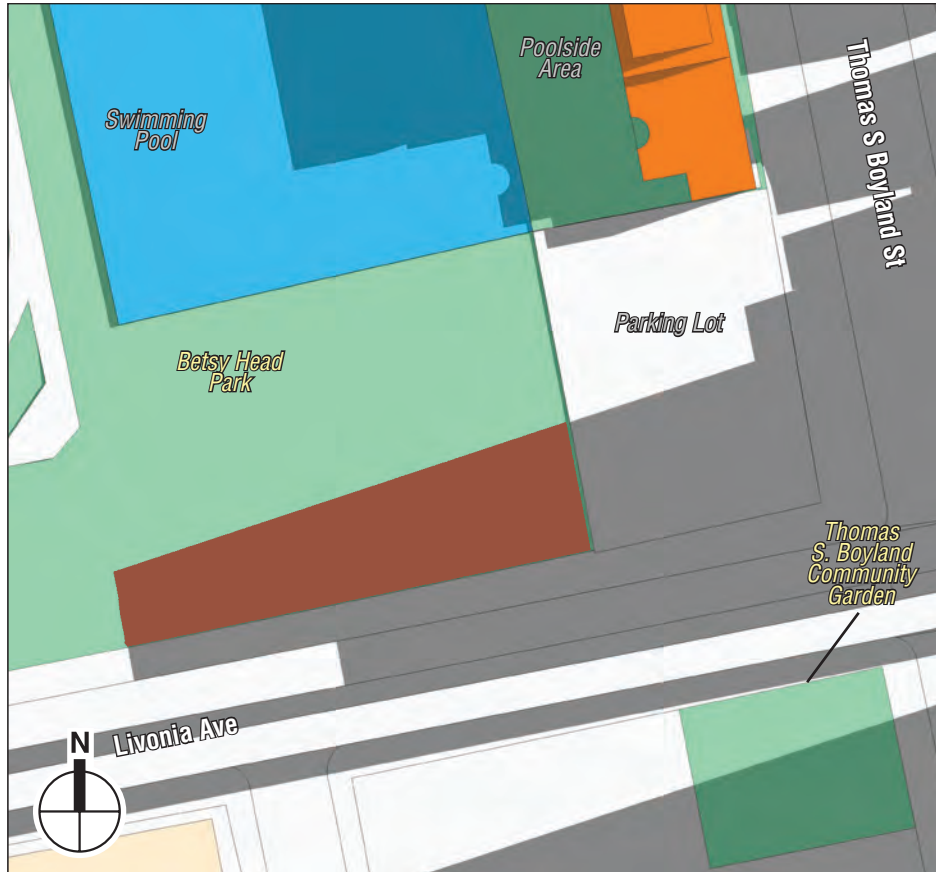 Poolside
Area
Swimming
Pool
Thomas S Boyland St
Parking Lot
Betsy Head
Park
Thomas
S. Boyland
Community
Garden
Livonia Ave
N